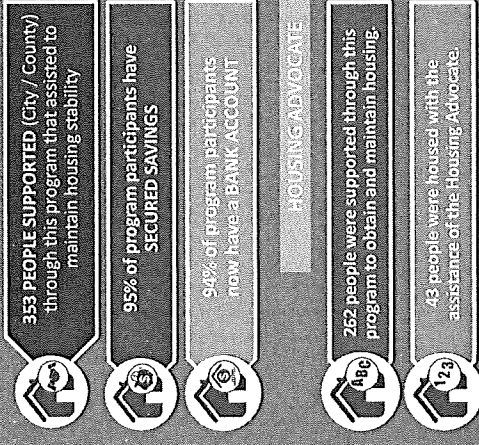 353 PEOPLE SUPPORTED (City / County)
through this program that assisted to
maintain housing stability
95% of program participants have
SECURED SAVINGS
94% of program participants
now have a BANK ACCOUNT
HOUSING ADVOCATE
ABC
262 people were supported through this
program to obtain and maintain housing.
123
43 people were housed with the
assistance of the Housing Advocate.